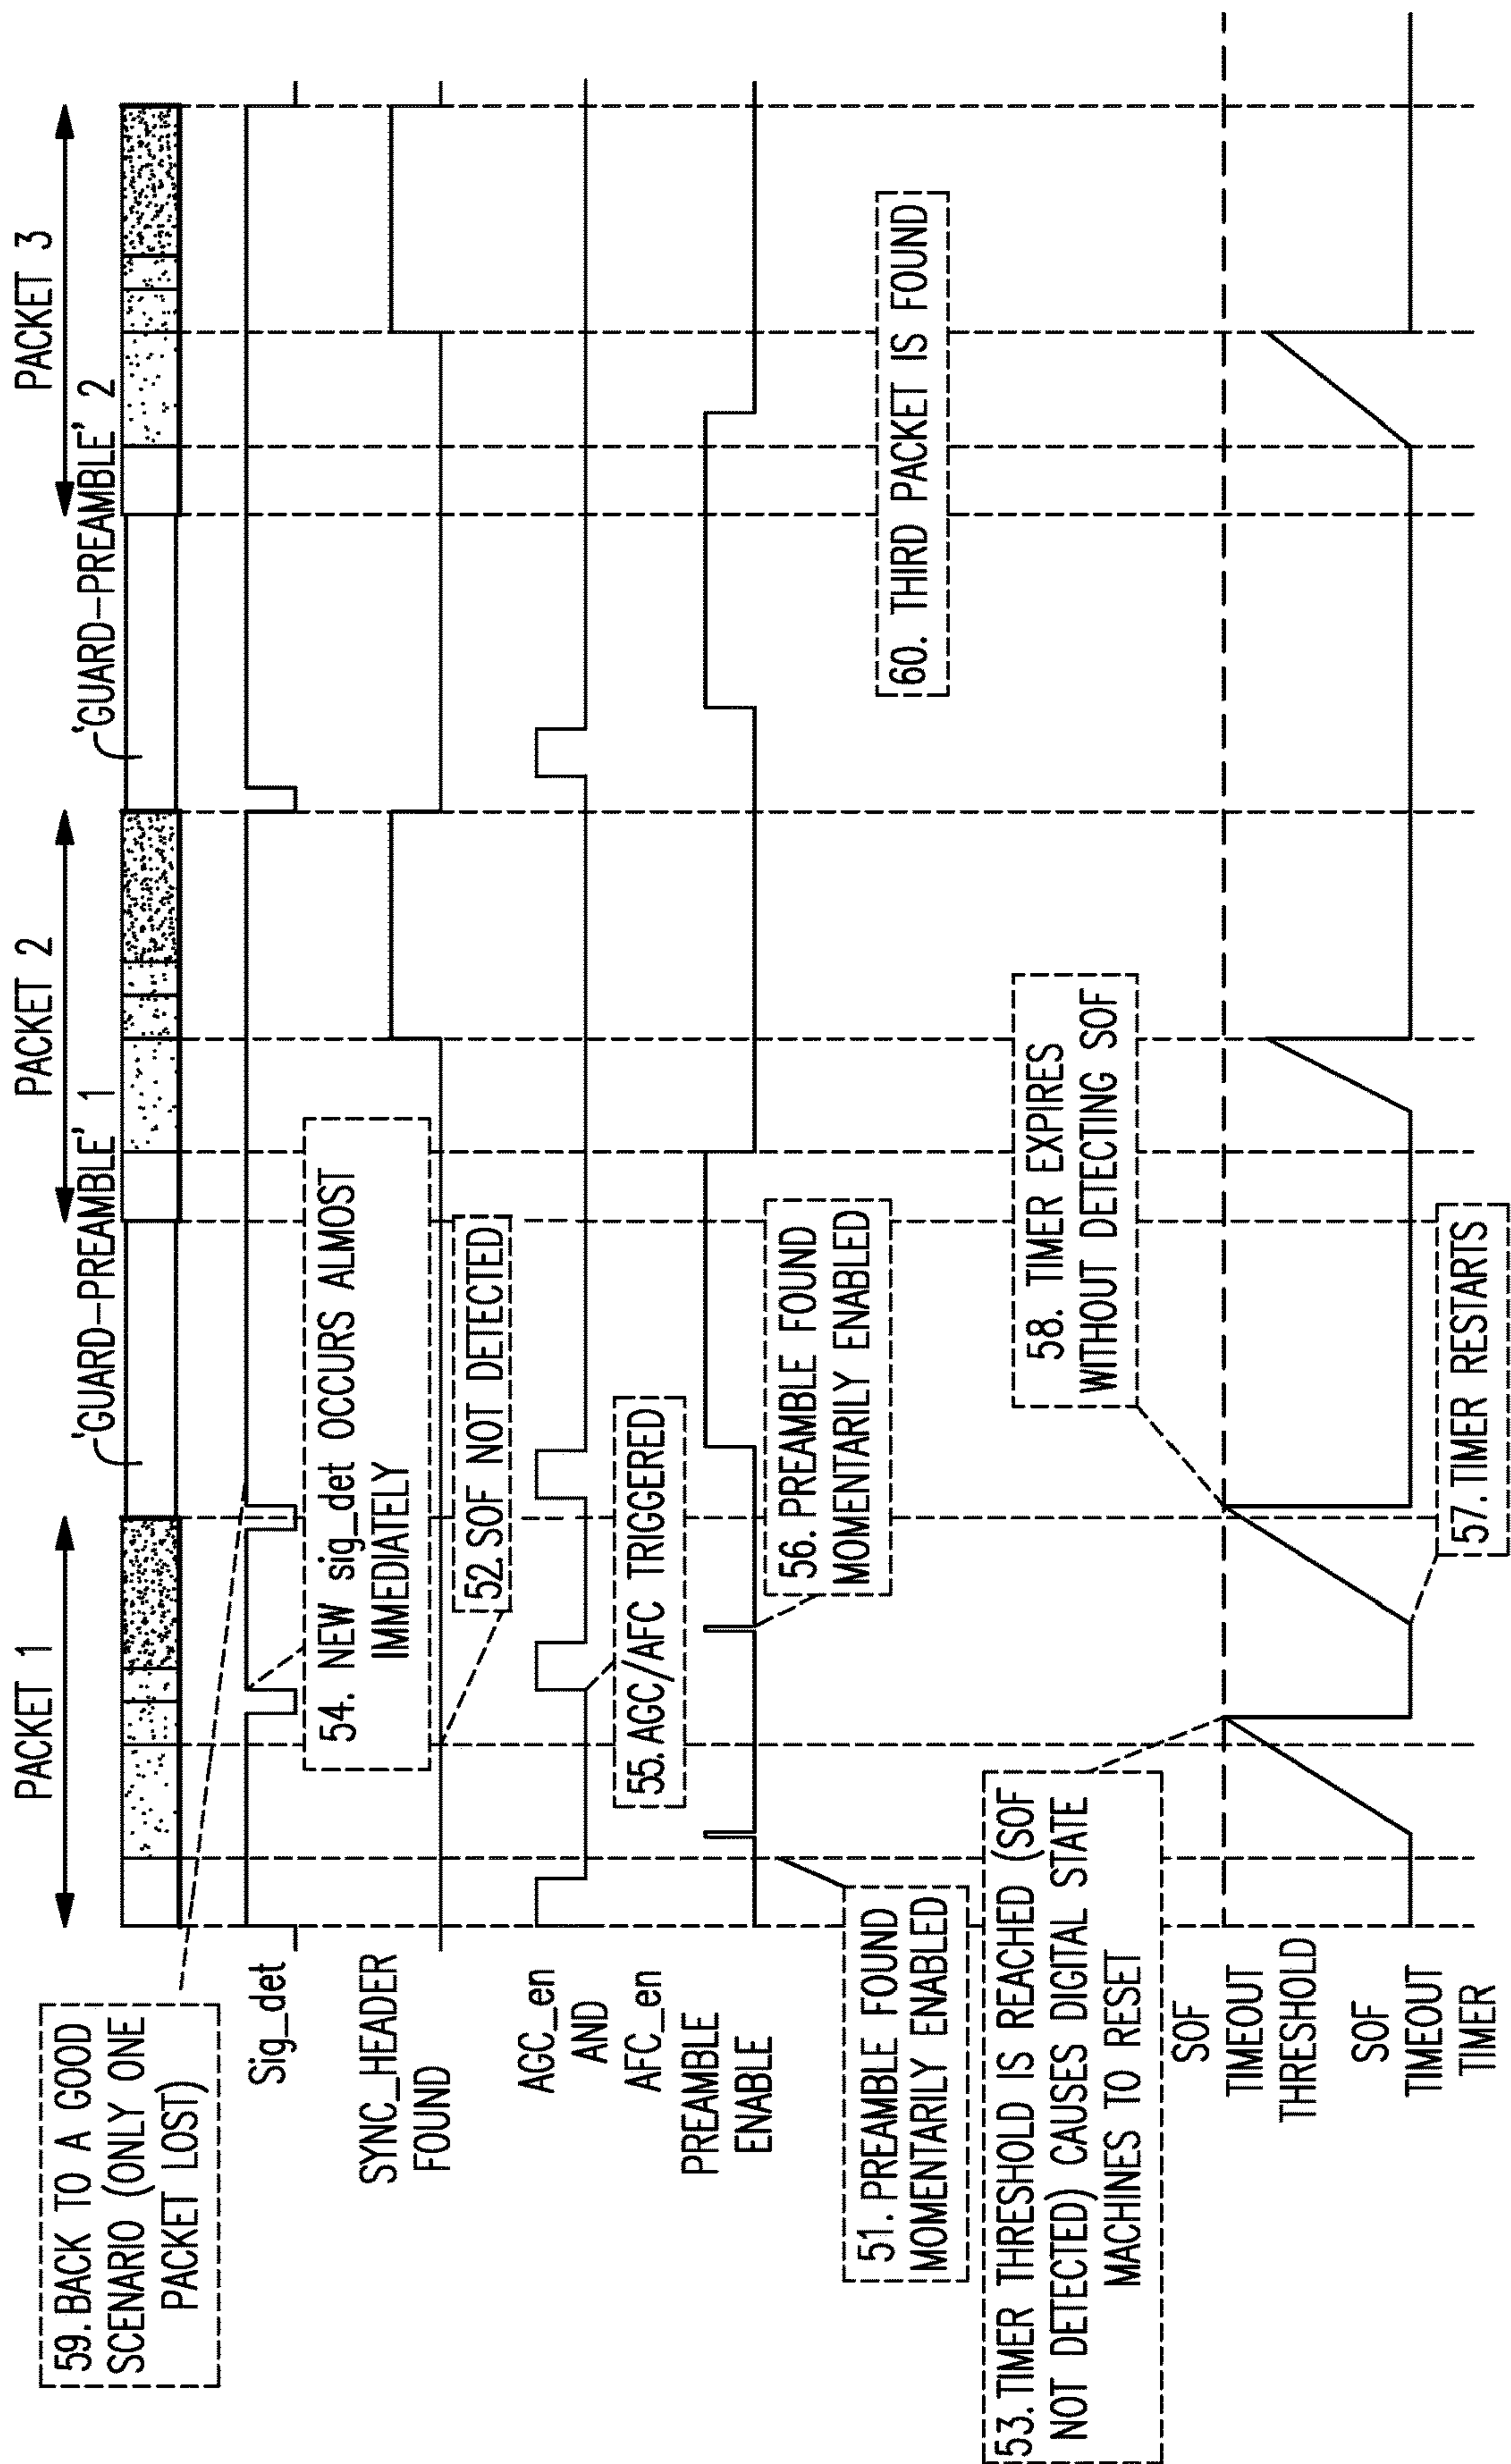 PACKET 1
PACKET 2
PACKET 3
'GUARD-PREAMBLE' 1
'GUARD-PREAMBLE' 2
59. BACK TO A GOOD
SCENARIO (ONLY ONE
PACKET LOST)
Sig_det
54. NEW sig_det OCCURS ALMOST
IMMEDIATELY
SYNC_HEADER
FOUND
52. SOF NOT DETECTED
AGC_en
AND
AFC_en
55. AGC/AFC TRIGGERED
PREAMBLE
ENABLE
56. PREAMBLE FOUND
MOMENTARILY ENABLED
51. PREAMBLE FOUND
MOMENTARILY ENABLED
60. THIRD PACKET IS FOUND
53. TIMER THRESHOLD IS REACHED (SOF
NOT DETECTED) CAUSES DIGITAL STATE
MACHINES TO RESET
58. TIMER EXPIRES
WITHOUT DETECTING SOF
SOF
TIMEOUT
THRESHOLD
SOF
TIMEOUT
TIMER
57. TIMER RESTARTS